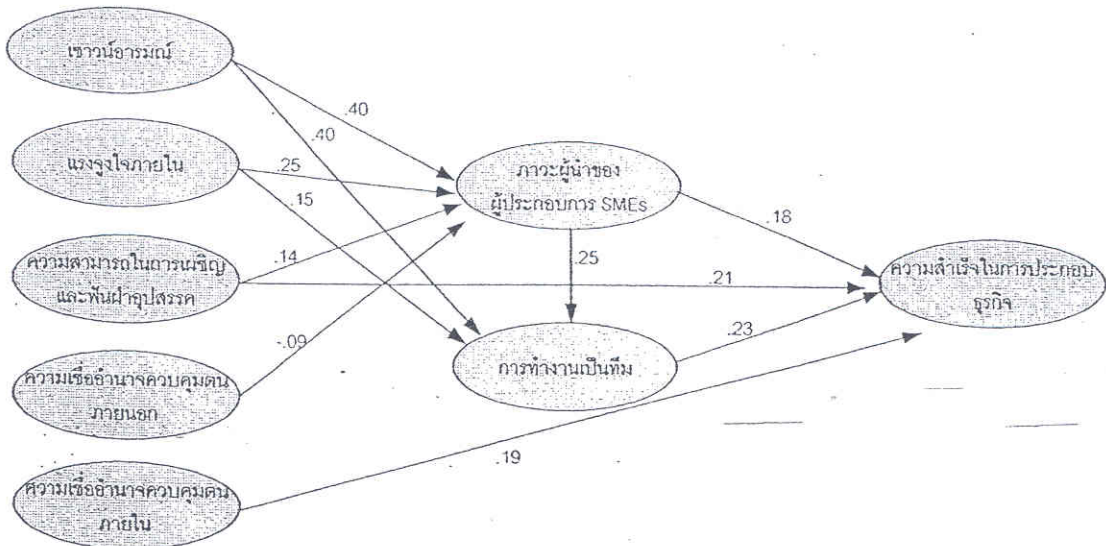 เชาวน์อารมณ์
.40
.40
แรงจูงใจภายใน
.25
.15
ภาวะผู้นำของ
ผู้ประกอบการ SMEs
.18
ความสามารถในการเผชิญ
และฟันฝ่าอุปสรรค
.14
.25
.21
ความสำเร็จในการประกอบ
ธุรกิจ
-.09
.23
การทำงานเป็นทีม
ความเชื่ออำนาจควบคุมตน
ภายนอก
.19
ความเชื่ออำนาจควบคุมตน
ภายใน